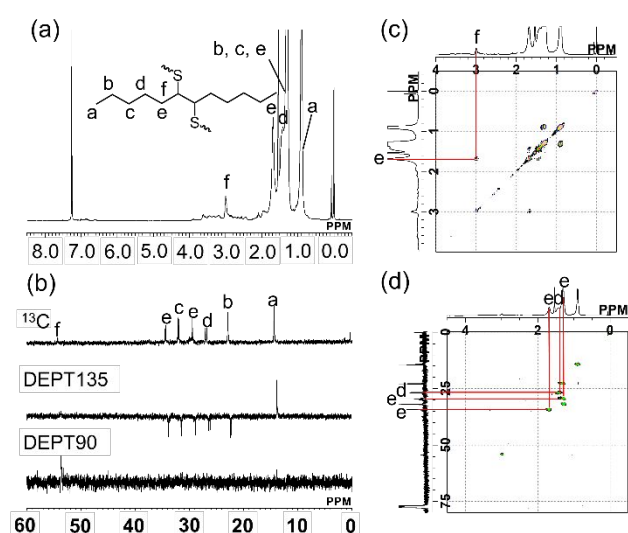 (a)
b, c, e
S
f
b
d
a
c
e
S
e
d
a
f
PPM
8.0 7.0 6.0 5.0 4.0 3.0 2.0 1.0 0.0
(b)
13C
f
e
c
e
d
b
a
DEPT135
DEPT90
PPM
60 50 40 30 20 10 0
(c)
f
PPM
4 3 2 1 0
PPM
0
1
2
3
e
(d)
e
e d
PPM
2 0
PPM
0
25
50
75
d
e
e